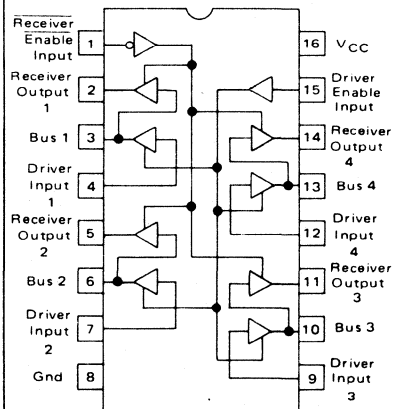 Receiver
Enable
Input
1
16
VCC
Receiver
Output
1
2
15
Driver
Enable
Input
Bus 1
3
14
Receiver
Output
4
Driver
Input
1
4
13
Bus 4
Receiver
Output
2
5
12
Driver
Input
4
Bus 2
6
11
Receiver
Output
3
Driver
Input
2
7
10
Bus 3
Gnd
8
9
Driver
Input
3